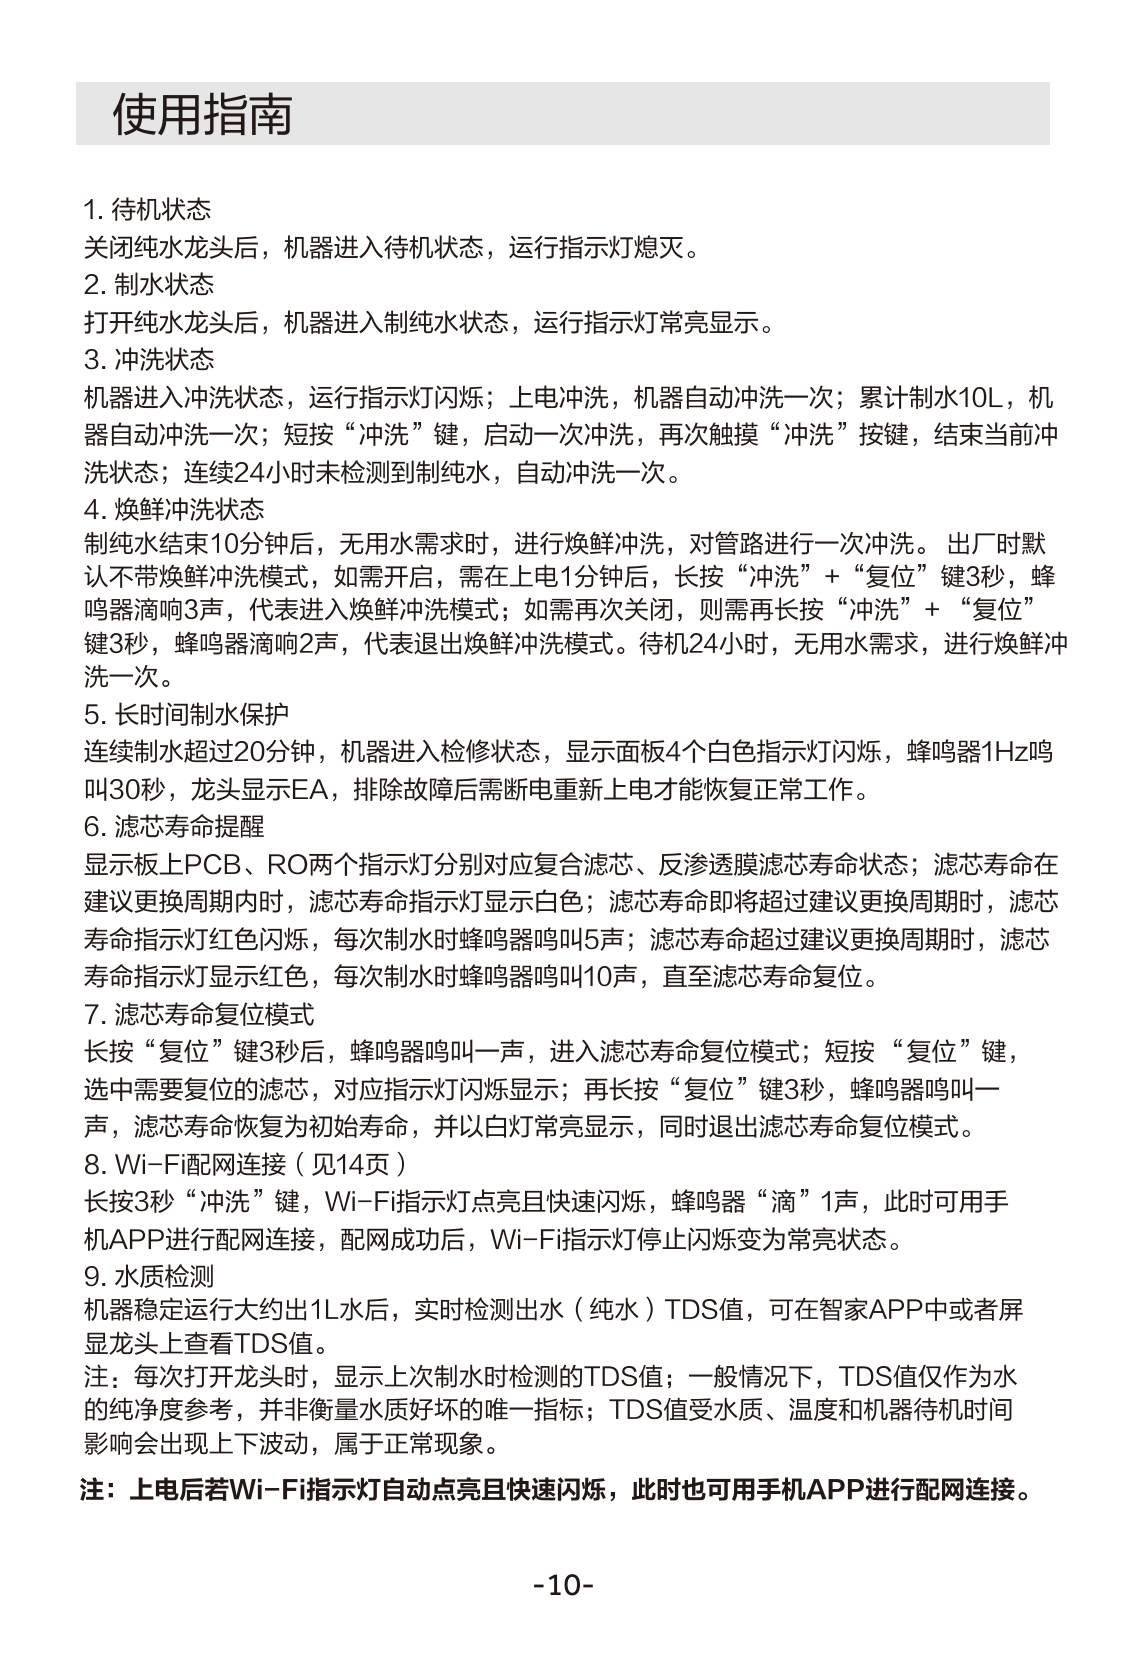 使用指南
1. 待机状态
关闭纯水龙头后，机器进入待机状态，运行指示灯熄灭。
2. 制水状态
打开纯水龙头后，机器进入制纯水状态，运行指示灯常亮显示。
3. 冲洗状态
机器进入冲洗状态，运行指示灯闪烁；上电冲洗，机器自动冲洗一次；累计制水10L，机
器自动冲洗一次；短按“冲洗”键，启动一次冲洗，再次触摸“冲洗”按键，结束当前冲
洗状态；连续24小时未检测到制纯水，自动冲洗一次。
4. 焕鲜冲洗状态
制纯水结束10分钟后，无用水需求时，进行焕鲜冲洗，对管路进行一次冲洗。 出厂时默
认不带焕鲜冲洗模式，如需开启，需在上电1分钟后，长按“冲洗”+“复位”键3秒，蜂
鸣器滴响3声，代表进入焕鲜冲洗模式；如需再次关闭，则需再长按“冲洗”+ “复位”
键3秒，蜂鸣器滴响2声，代表退出焕鲜冲洗模式。待机24小时，无用水需求，进行焕鲜冲
洗一次。
5. 长时间制水保护
连续制水超过20分钟，机器进入检修状态，显示面板4个白色指示灯闪烁，蜂鸣器1Hz鸣
叫30秒，龙头显示EA，排除故障后需断电重新上电才能恢复正常工作。
6. 滤芯寿命提醒
显示板上PCB、RO两个指示灯分别对应复合滤芯、反渗透膜滤芯寿命状态；滤芯寿命在
建议更换周期内时，滤芯寿命指示灯显示白色；滤芯寿命即将超过建议更换周期时，滤芯
寿命指示灯红色闪烁，每次制水时蜂鸣器鸣叫5声；滤芯寿命超过建议更换周期时，滤芯
寿命指示灯显示红色，每次制水时蜂鸣器鸣叫10声，直至滤芯寿命复位。
7. 滤芯寿命复位模式
长按“复位”键3秒后，蜂鸣器鸣叫一声，进入滤芯寿命复位模式；短按 “复位”键，
选中需要复位的滤芯，对应指示灯闪烁显示；再长按“复位”键3秒，蜂鸣器鸣叫一
声，滤芯寿命恢复为初始寿命，并以白灯常亮显示，同时退出滤芯寿命复位模式。
8. Wi-Fi配网连接（见14页）
长按3秒“冲洗”键，Wi-Fi指示灯点亮且快速闪烁，蜂鸣器“滴”1声，此时可用手
机APP进行配网连接，配网成功后，Wi-Fi指示灯停止闪烁变为常亮状态。
9. 水质检测
机器稳定运行大约出1L水后，实时检测出水（纯水）TDS值，可在智家APP中或者屏
显龙头上查看TDS值。
注：每次打开龙头时，显示上次制水时检测的TDS值；一般情况下，TDS值仅作为水
的纯净度参考，并非衡量水质好坏的唯一指标；TDS值受水质、温度和机器待机时间
影响会出现上下波动，属于正常现象。
注：上电后若Wi-Fi指示灯自动点亮且快速闪烁，此时也可用手机APP进行配网连接。
-10-